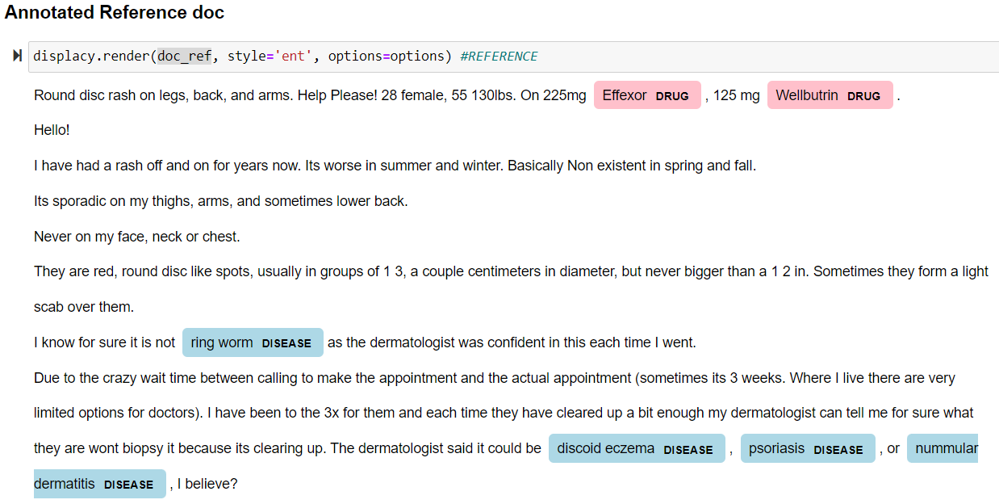 Annotated Reference doc
displacy.render(doc_ref, style='ent', options=options) #REFERENCE
Round disc rash on legs, back, and arms. Help Please! 28 female, 55 130lbs. On 225mg Effexor DRUG , 125 mg Wellbutrin DRUG .
Hello!
I have had a rash off and on for years now. Its worse in summer and winter. Basically Non existent in spring and fall.
Its sporadic on my thighs, arms, and sometimes lower back.
Never on my face, neck or chest.
They are red, round disc like spots, usually in groups of 1 3, a couple centimeters in diameter, but never bigger than a 1 2 in. Sometimes they form a light
scab over them.
I know for sure it is not ring worm DISEASE as the dermatologist was confident in this each time I went.
Due to the crazy wait time between calling to make the appointment and the actual appointment (sometimes its 3 weeks. Where I live there are very
limited options for doctors). I have been to the 3x for them and each time they have cleared up a bit enough my dermatologist can tell me for sure what
they are wont biopsy it because its clearing up. The dermatologist said it could be discoid eczema DISEASE , psoriasis DISEASE , or nummular
dermatitis DISEASE , I believe?